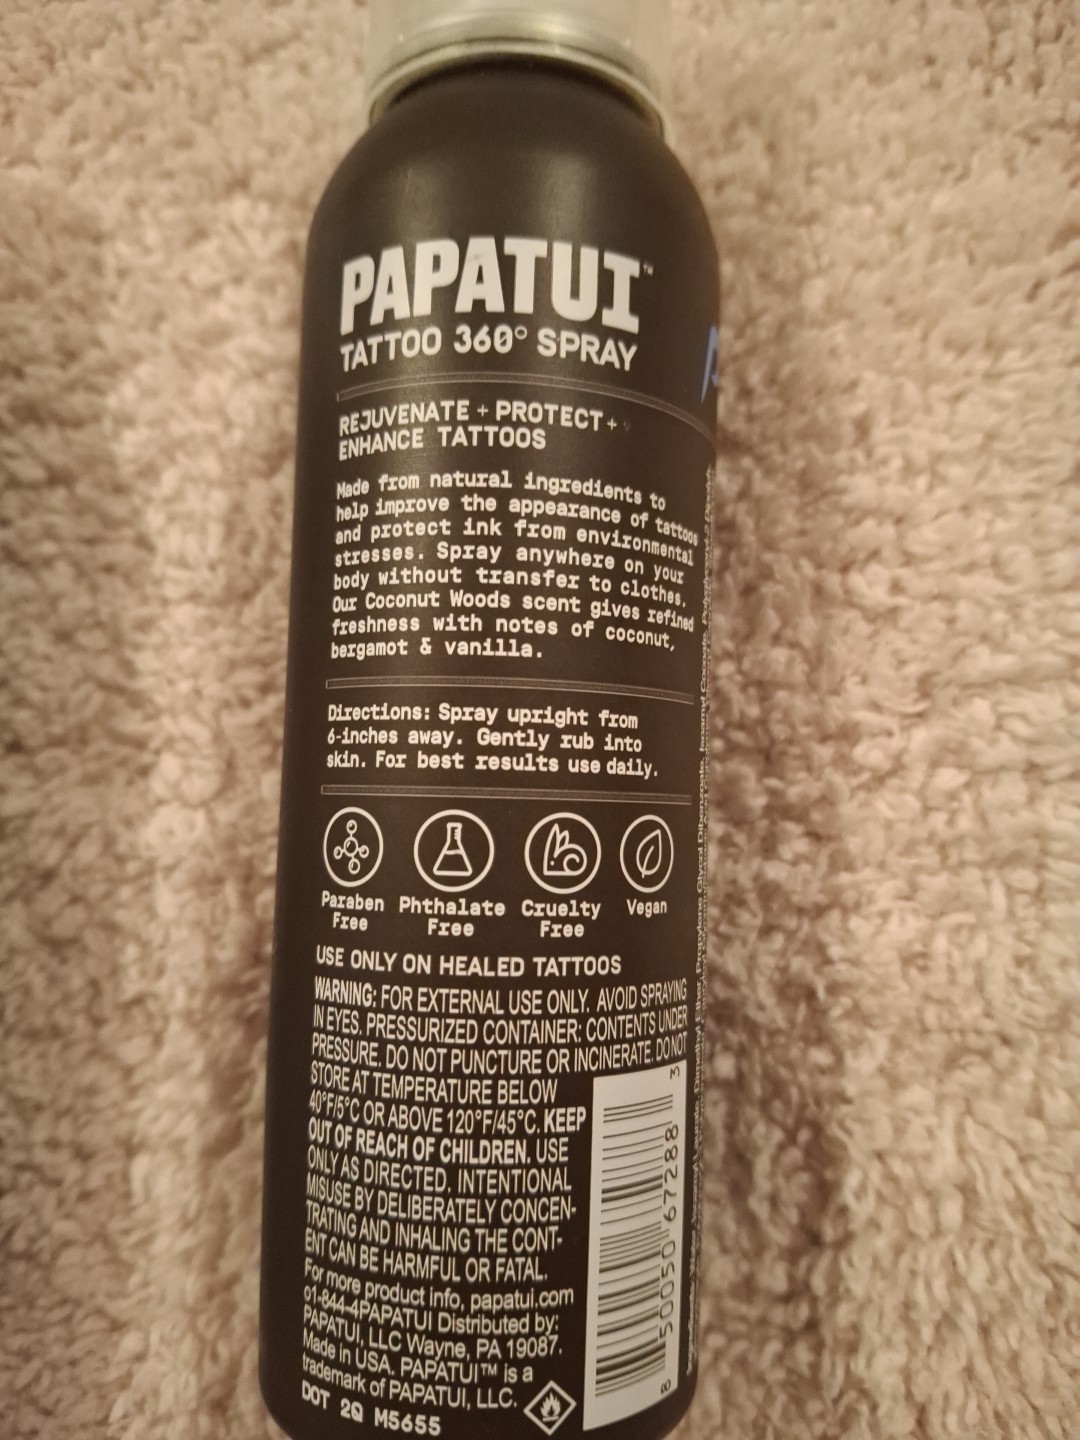 PAPATUI™
TATTOO 360° SPRAY
REJUVENATE + PROTECT +
ENHANCE TATTOOS
Made from natural ingredients to
help improve the appearance of tattoos
and protect ink from environmental
stresses. Spray anywhere on your
body without transfer to clothes.
Our Coconut Woods scent gives refined
freshness with notes of coconut,
bergamot & vanilla.
Directions: Spray upright from
6-inches away. Gently rub into
skin. For best results use daily.
Paraben Phthalate Cruelty Vegan
Free Free Free
USE ONLY ON HEALED TATTOOS
WARNING: FOR EXTERNAL USE ONLY. AVOID SPRAYING
IN EYES. PRESSURIZED CONTAINER: CONTENTS UNDER
PRESSURE. DO NOT PUNCTURE OR INCINERATE. DO NOT
STORE AT TEMPERATURE BELOW
40°F/5°C OR ABOVE 120°F/45°C. KEEP
OUT OF REACH OF CHILDREN. USE
ONLY AS DIRECTED. INTENTIONAL
MISUSE BY DELIBERATELY CONCEN-
TRATING AND INHALING THE CONT-
ENT CAN BE HARMFUL OR FATAL.
For more product info, papatui.com
o1-844-4PAPATUI Distributed by:
PAPATUI, LLC Wayne, PA 19087.
Made in USA. PAPATUI™ is a
trademark of PAPATUI, LLC.
DOT 2Q M5655
8 50050 67288 3
Dimethyl Ether, Propylene Glycol Dibenzoate,